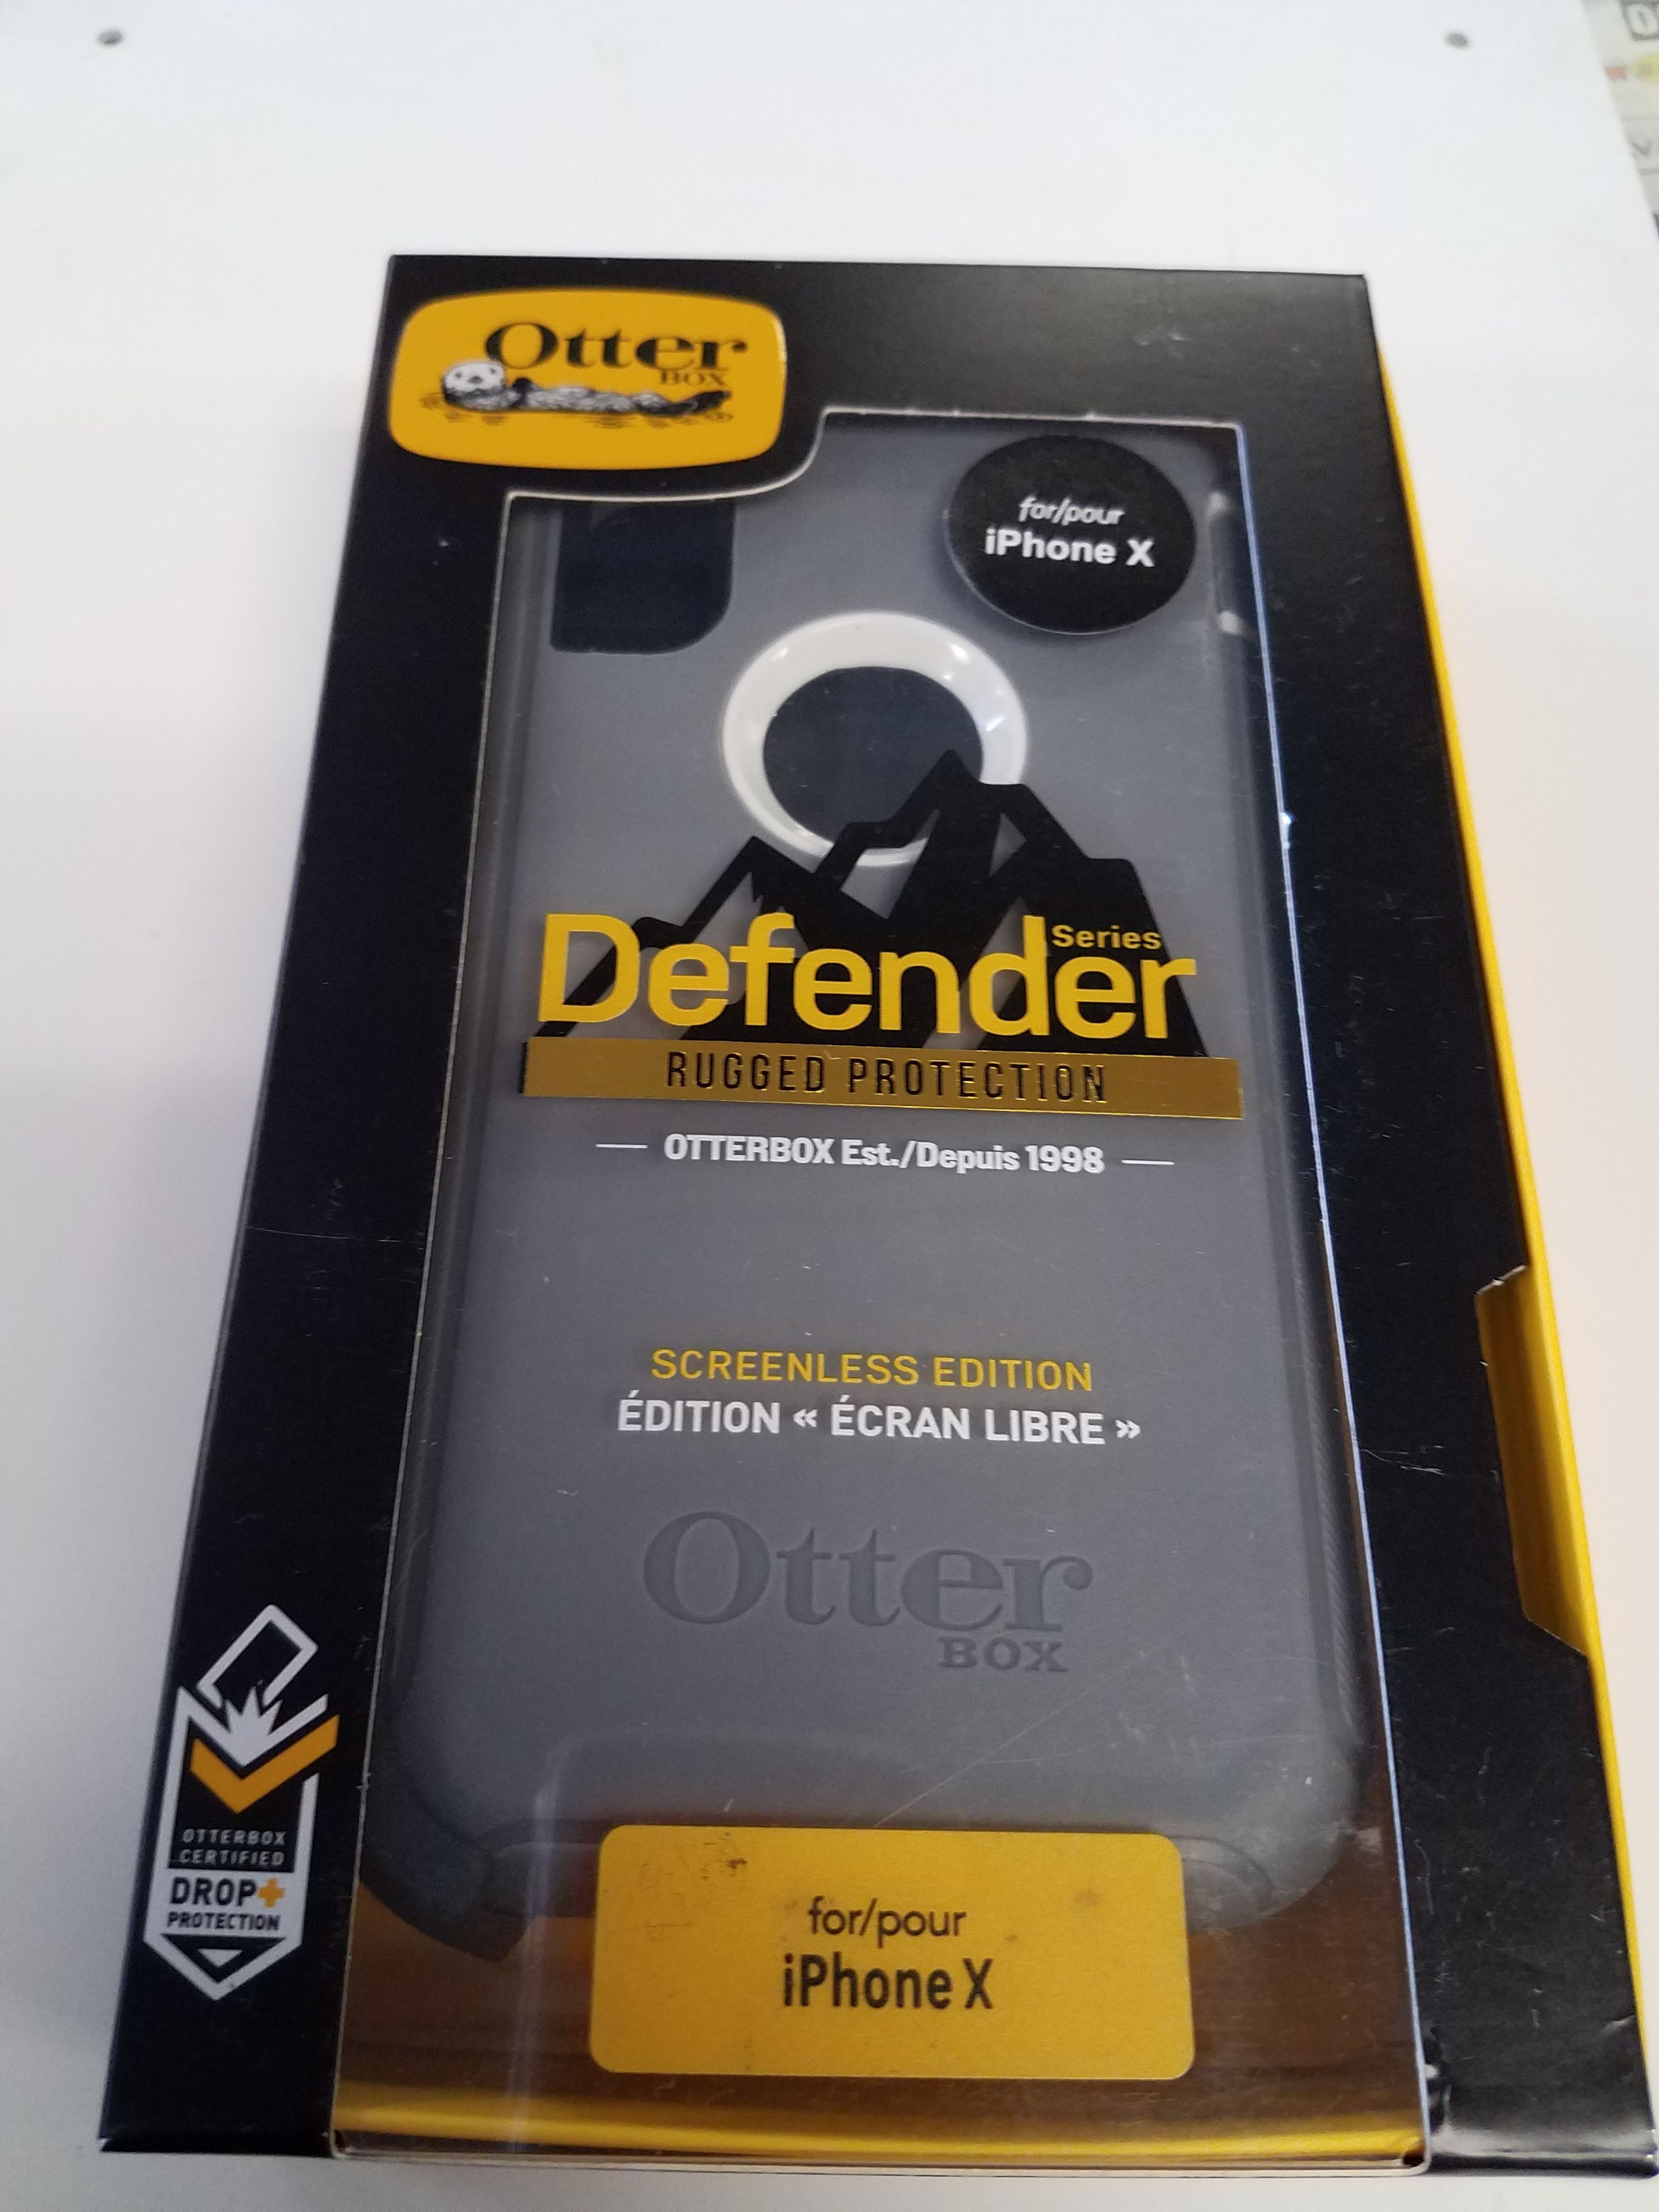 Otter
BOX
for/pour
iPhone X
Series
Defender
RUGGED PROTECTION
OTTERBOX Est./Depuis 1998
SCREENLESS EDITION
ÉDITION « ÉCRAN LIBRE »
Otter
BOX
OTTERBOX
CERTIFIED
DROP+
PROTECTION
for/pour
iPhone X